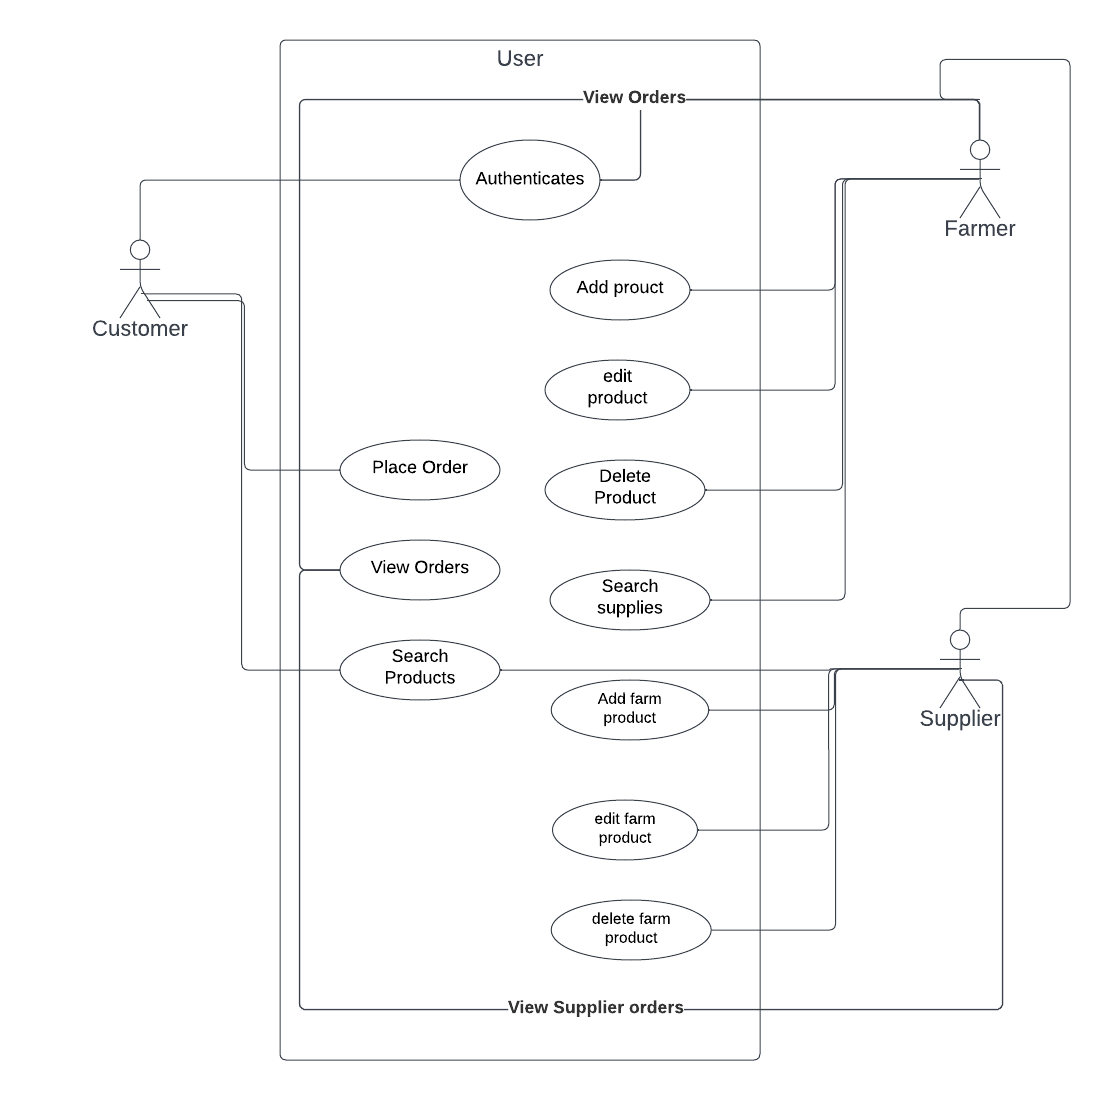 User
View Orders
Authenticates
Farmer
Add prouct
Customer
edit
product
Place Order
Delete
Product
View Orders
Search
supplies
Search
Products
Add farm
product
Supplier
edit farm
product
delete farm
product
View Supplier orders